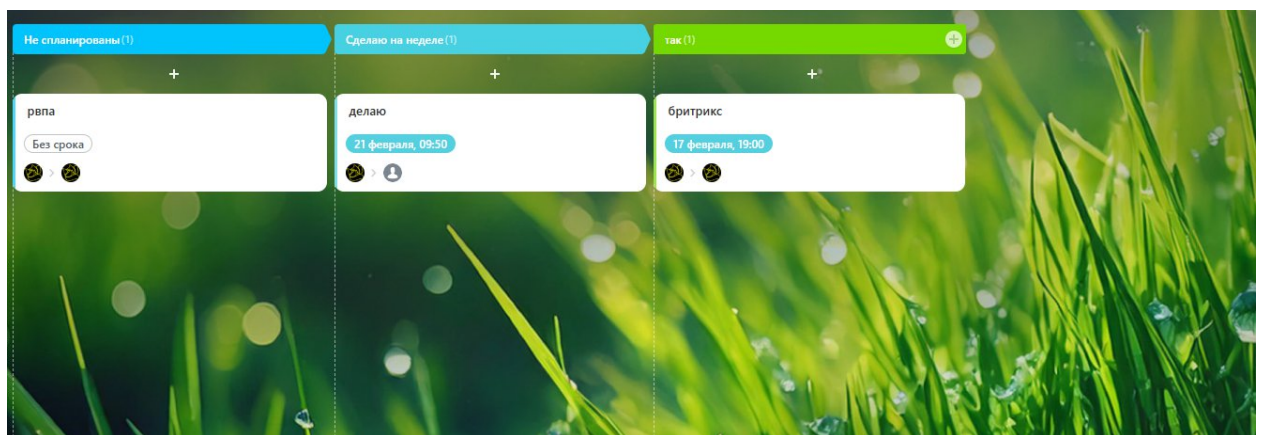 Не спланированы (1)
Сделаю на неделе (1)
так (1)
рвпа
Без срока
делаю
21 февраля, 09:50
бритрикс
17 февраля, 19:00